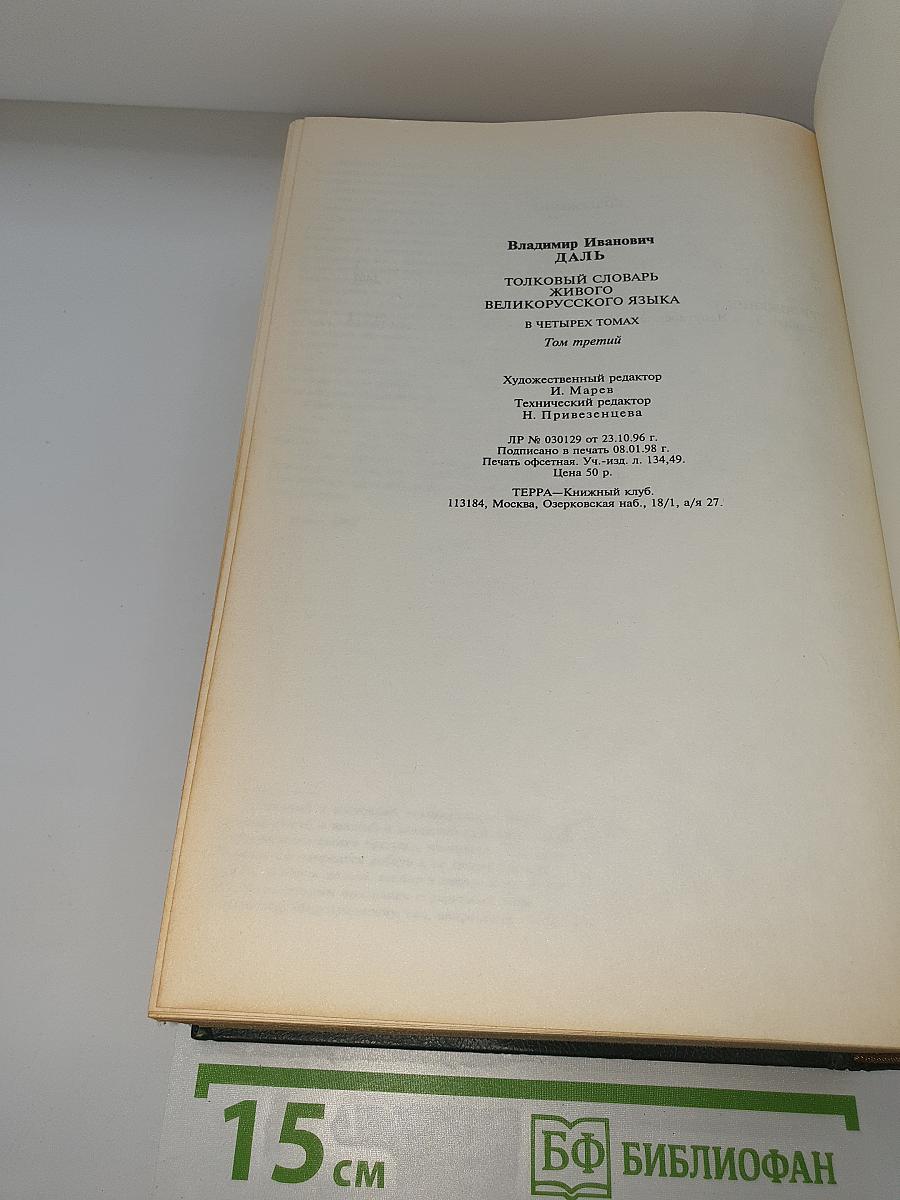 Владимир Иванович
ДАЛЬ
ТОЛКОВЫЙ СЛОВАРЬ
ЖИВОГО
ВЕЛИКОРУССКОГО ЯЗЫКА
В ЧЕТЫРЕХ ТОМАХ
Том третий
Художественный редактор
И. Марев
Технический редактор
Н. Привезенцева
ЛР № 030129 от 23.10.96 г.
Подписано в печать 08.01.98 г.
Печать офсетная. Уч.-изд. л. 134,49.
Цена 50 р.
ТЕРРА—Книжный клуб.
113184, Москва, Озерковская наб., 18/1, а/я 27.
15 см
БФ БИБЛИОФАН